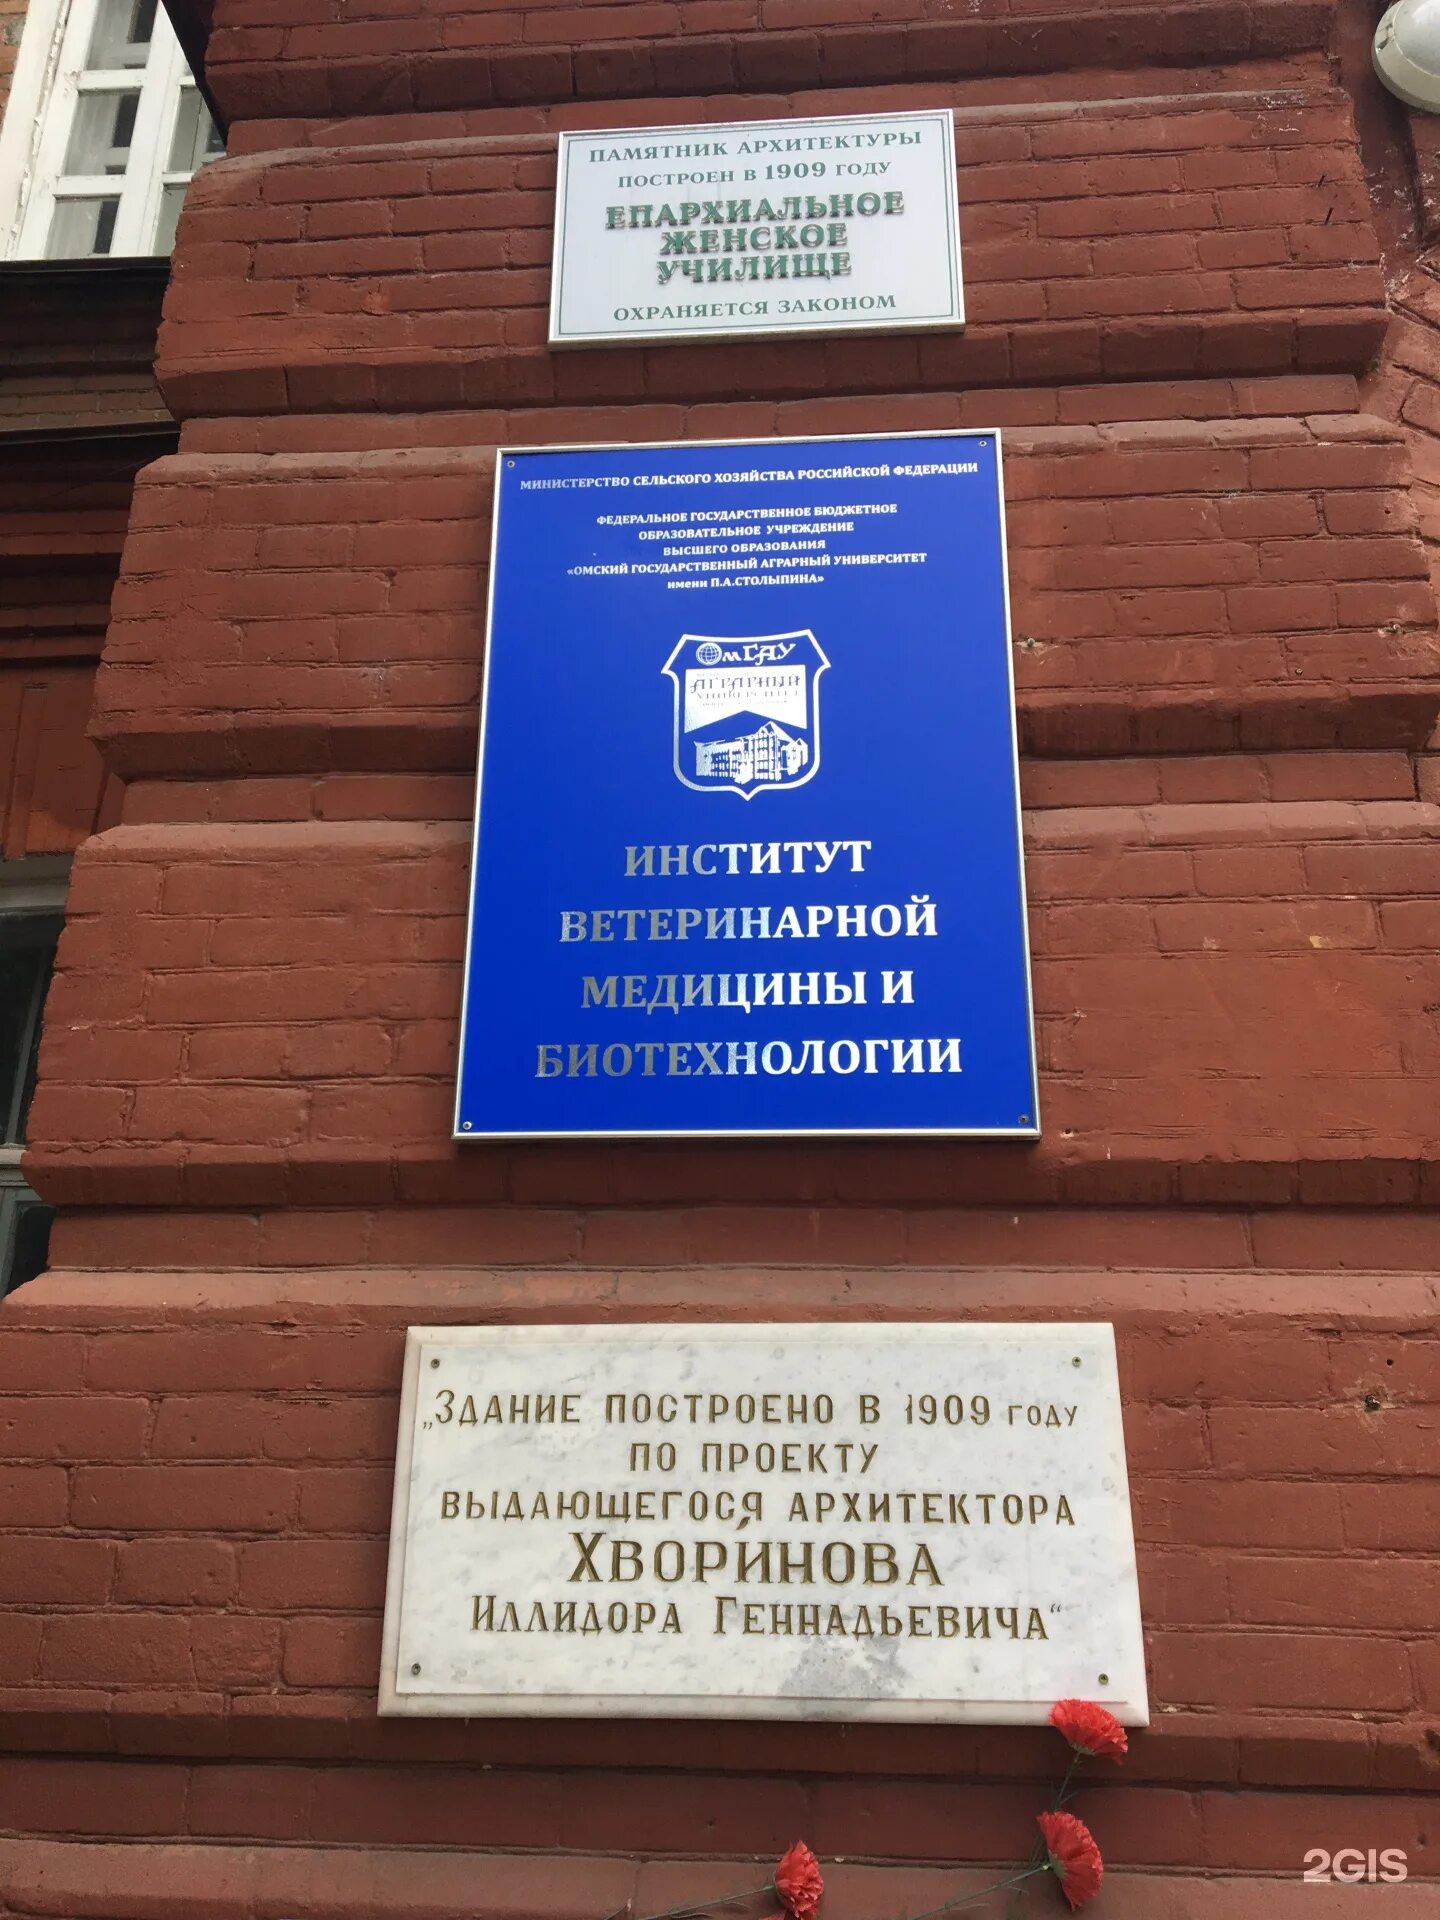 ПАМЯТНИК АРХИТЕКТУРЫ
ПОСТРОЕН В 1909 ГОДУ
ЕПАРХИАЛЬНОЕ
ЖЕНСКОЕ
УЧИЛИЩЕ
ОХРАНЯЕТСЯ ЗАКОНОМ
МИНИСТЕРСТВО СЕЛЬСКОГО ХОЗЯЙСТВА РОССИЙСКОЙ ФЕДЕРАЦИИ
ФЕДЕРАЛЬНОЕ ГОСУДАРСТВЕННОЕ БЮДЖЕТНОЕ
ОБРАЗОВАТЕЛЬНОЕ УЧРЕЖДЕНИЕ
ВЫСШЕГО ОБРАЗОВАНИЯ
«ОМСКИЙ ГОСУДАРСТВЕННЫЙ АГРАРНЫЙ УНИВЕРСИТЕТ
имени П.А.СТОЛЫПИНА»
ОмГАУ
АГРАРНЫЙ
УНИВЕРСИТЕТ
ИНСТИТУТ
ВЕТЕРИНАРНОЙ
МЕДИЦИНЫ И
БИОТЕХНОЛОГИИ
„ЗДАНИЕ ПОСТРОЕНО В 1909 ГОДУ
ПО ПРОЕКТУ
ВЫДАЮЩЕГОСЯ АРХИТЕКТОРА
ХВОРИНОВА
ИЛЛИДОРА ГЕННАДЬЕВИЧА“
2GIS